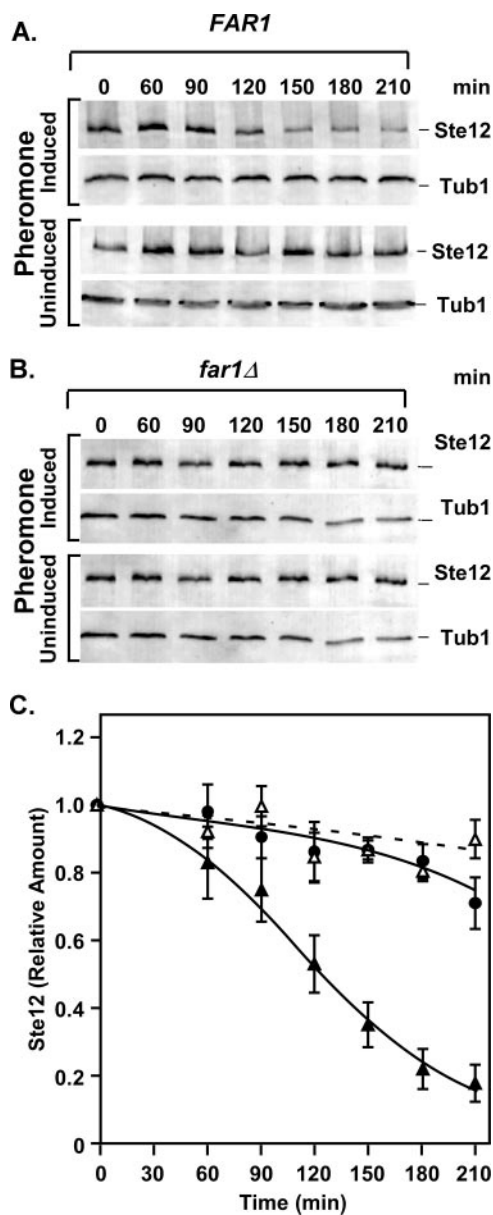 A.
FAR1
0 60 90 120 150 180 210 min
Pheromone
Induced
Ste12
Tub1
Uninduced
Ste12
Tub1
B.
far1Δ
min
0 60 90 120 150 180 210
Pheromone
Induced
Ste12
Tub1
Uninduced
Ste12
Tub1
C.
Ste12 (Relative Amount)
1.2
1.0
0.8
0.6
0.4
0.2
0
0 30 60 90 120 150 180 210
Time (min)